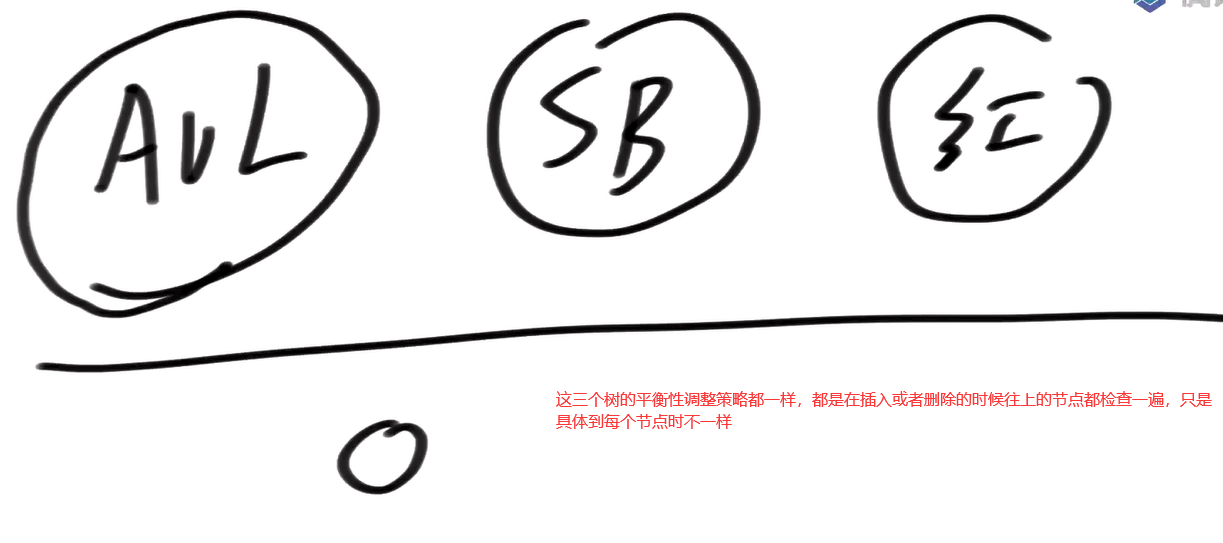 AVL SB 红
这三个树的平衡性调整策略都一样，都是在插入或者删除的时候往上的节点都检查一遍，只是
具体到每个节点时不一样